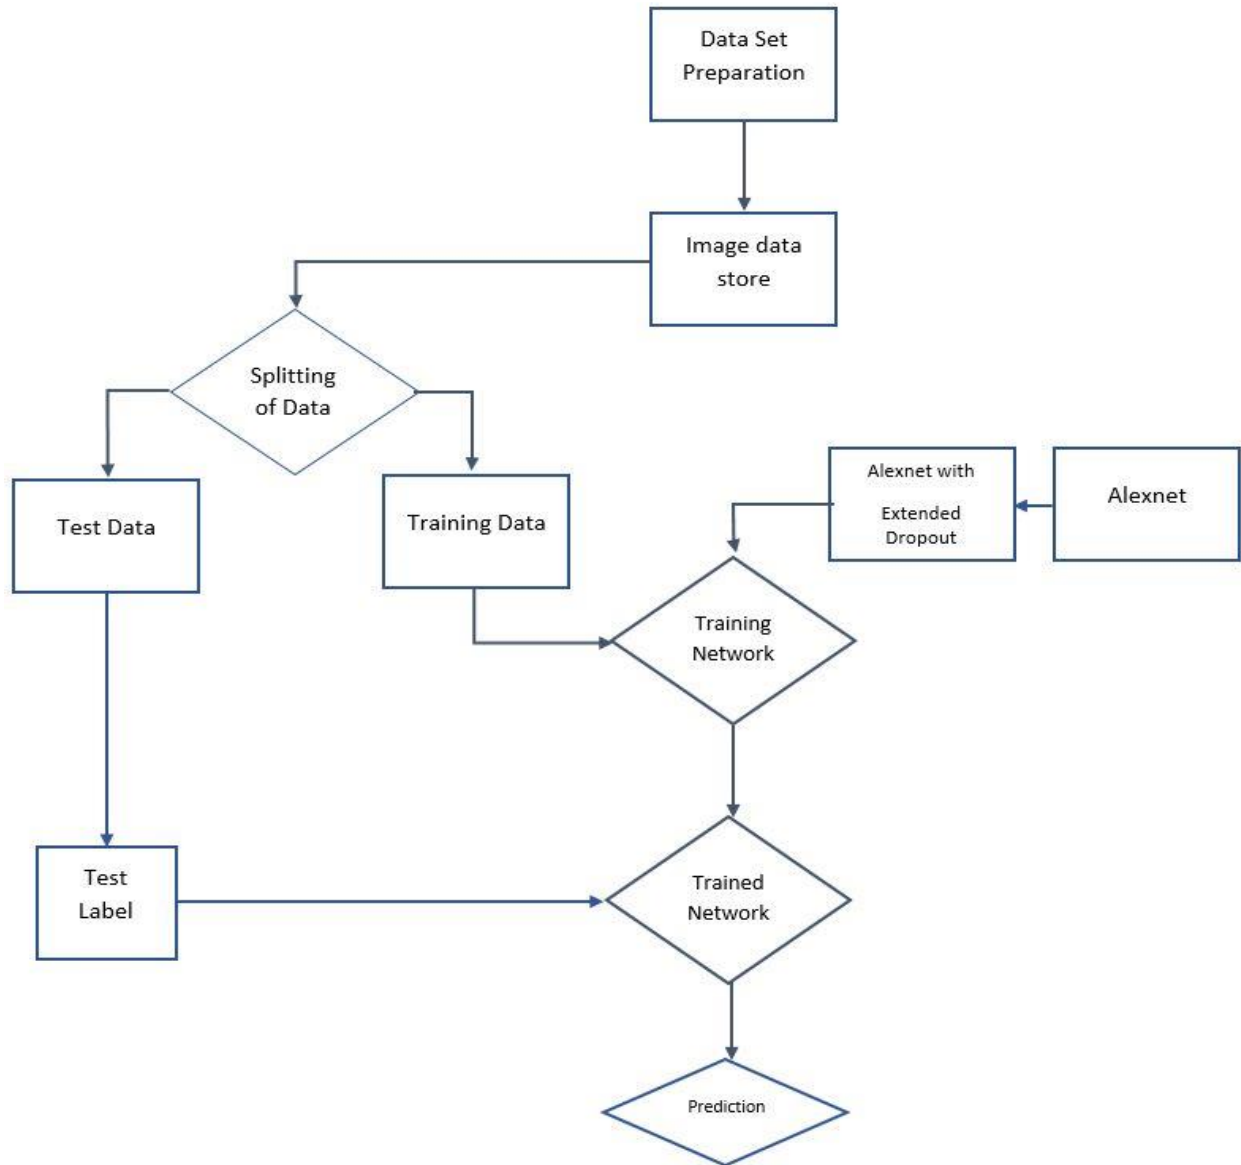 Data Set
Preparation
Image data
store
Splitting
of Data
Test Data
Training Data
Alexnet with
Extended
Dropout
Alexnet
Training
Network
Test
Label
Trained
Network
Prediction